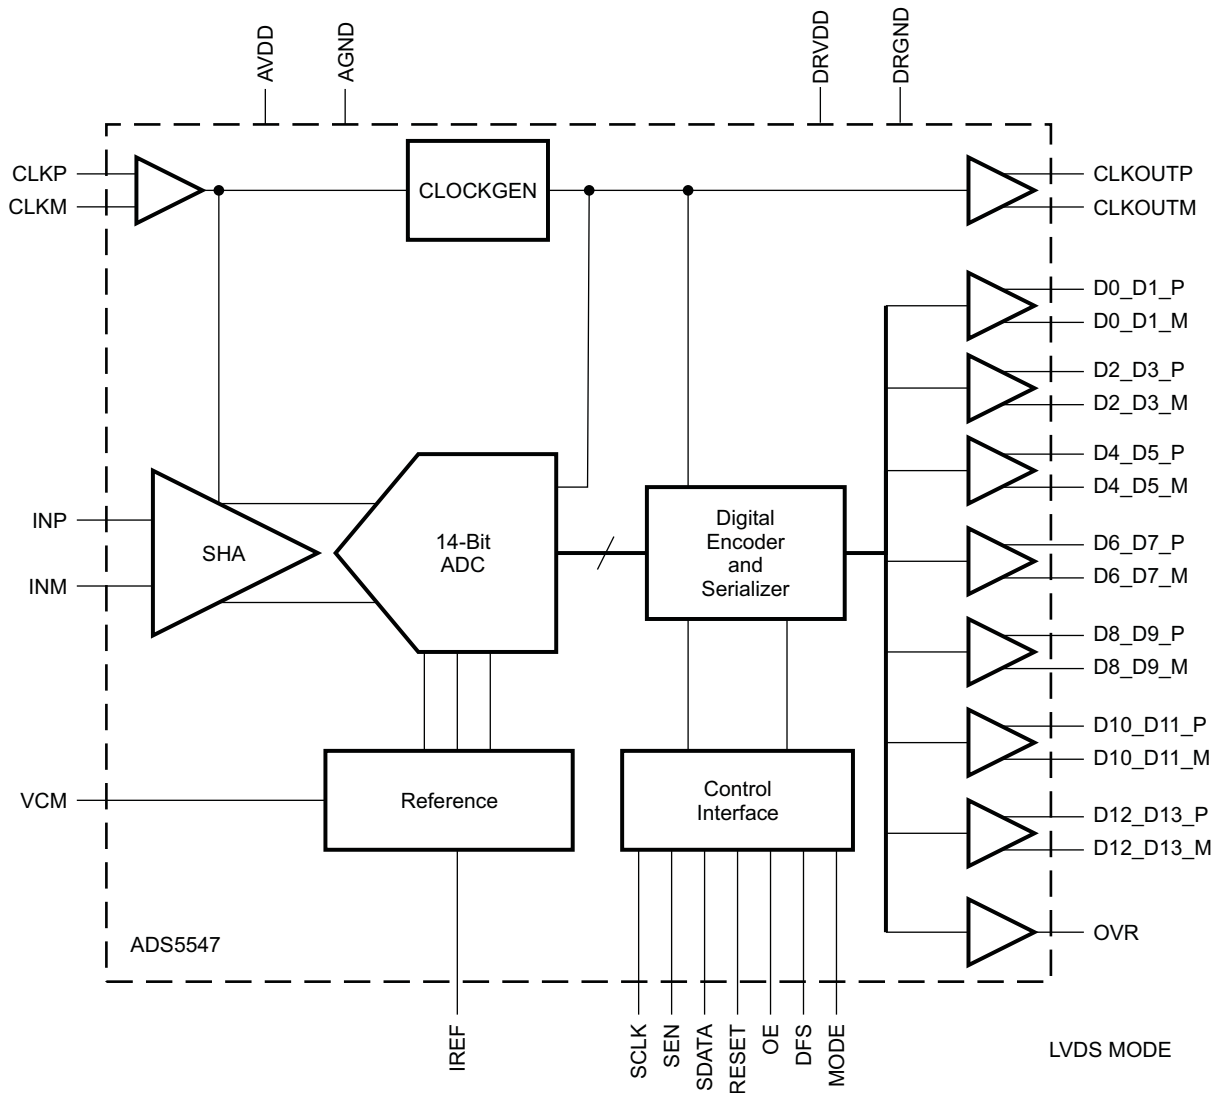 AVDD
AGND
DRVDD
DRGND
CLKP
CLKM
CLOCKGEN
CLKOUTP
CLKOUTM
D0_D1_P
D0_D1_M
D2_D3_P
D2_D3_M
D4_D5_P
D4_D5_M
INP
INM
SHA
14-Bit
ADC
Digital
Encoder
and
Serializer
D6_D7_P
D6_D7_M
D8_D9_P
D8_D9_M
D10_D11_P
D10_D11_M
VCM
Reference
Control
Interface
D12_D13_P
D12_D13_M
OVR
ADS5547
IREF
SCLK
SEN
SDATA
RESET
OE
DFS
MODE
LVDS MODE